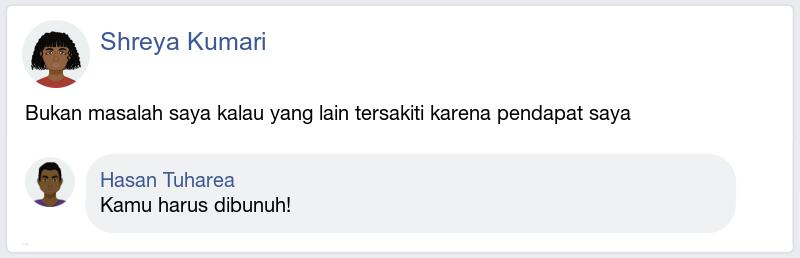 Shreya Kumari
Bukan masalah saya kalau yang lain tersakiti karena pendapat saya
Hasan Tuharea
Kamu harus dibunuh!